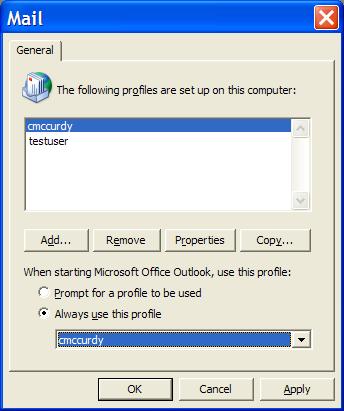 Mail
General
The following profiles are set up on this computer:
cmccurdy
testuser
Add... Remove Properties Copy...
When starting Microsoft Office Outlook, use this profile:
Prompt for a profile to be used
Always use this profile
cmccurdy
OK Cancel Apply